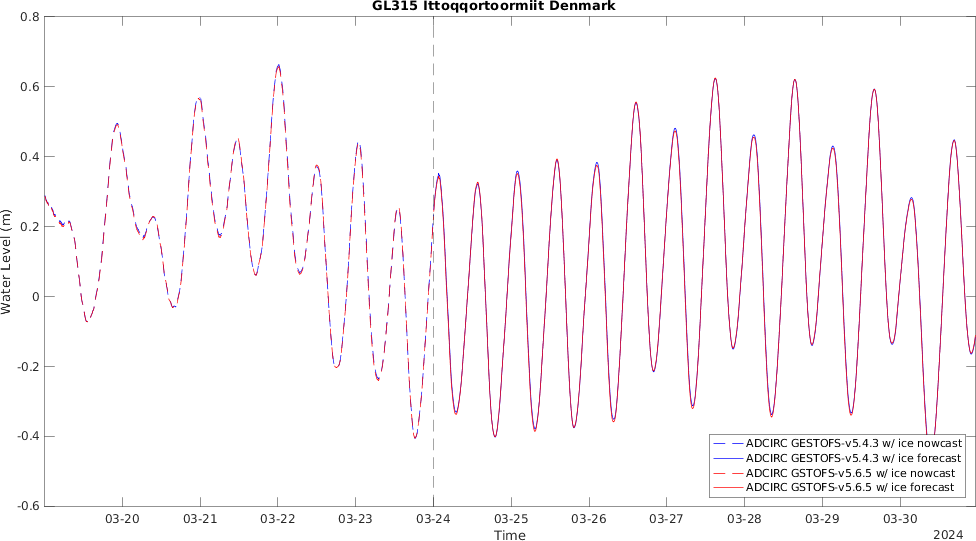 GL315 Ittoqqortoormiit Denmark
0.8
0.6
0.4
0.2
0
-0.2
-0.4
-0.6
Water Level (m)
03-20 03-21 03-22 03-23 03-24 03-25 03-26 03-27 03-28 03-29 03-30
Time
2024
ADCIRC GESTOFS-v5.4.3 w/ ice nowcast
ADCIRC GESTOFS-v5.4.3 w/ ice forecast
ADCIRC GSTOFS-v5.6.5 w/ ice nowcast
ADCIRC GSTOFS-v5.6.5 w/ ice forecast